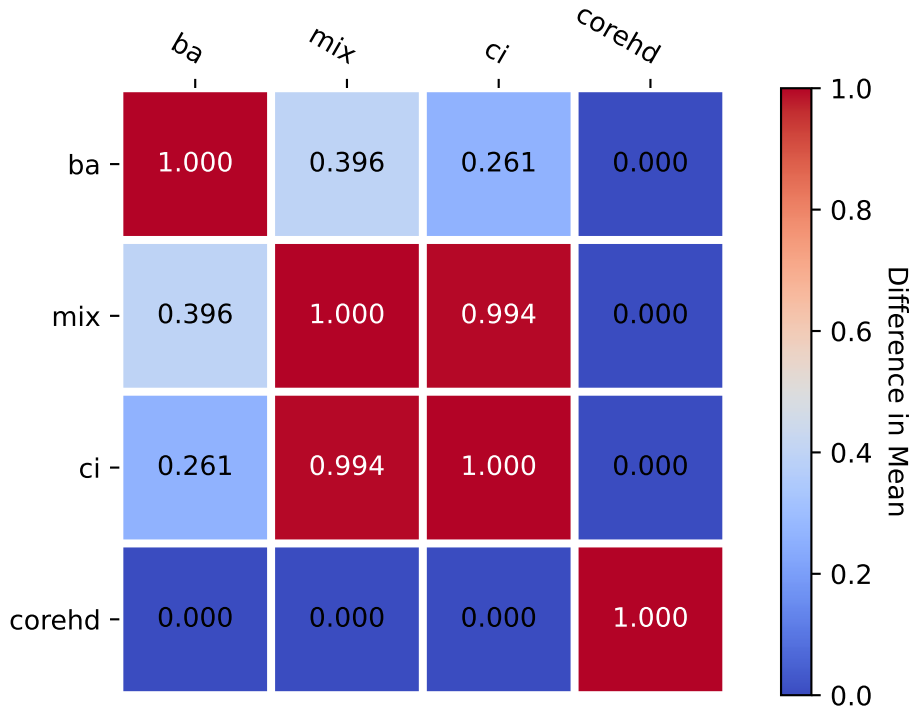 ba mix ci corehd
ba 1.000 0.396 0.261 0.000
mix 0.396 1.000 0.994 0.000
ci 0.261 0.994 1.000 0.000
corehd 0.000 0.000 0.000 1.000
1.0
0.8
0.6
0.4
0.2
0.0
Difference in Mean